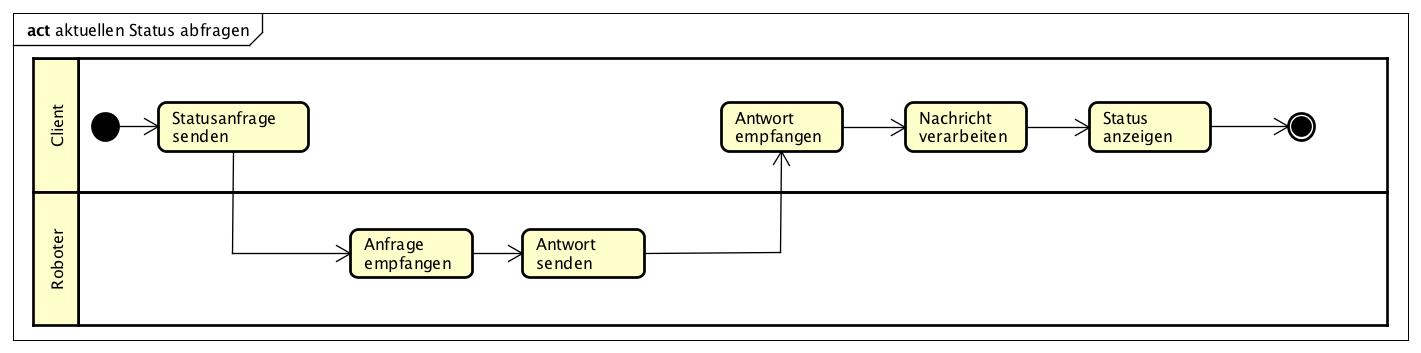 act aktuellen Status abfragen
Client
Statusanfrage
senden
Antwort
empfangen
Nachricht
verarbeiten
Status
anzeigen
Roboter
Anfrage
empfangen
Antwort
senden